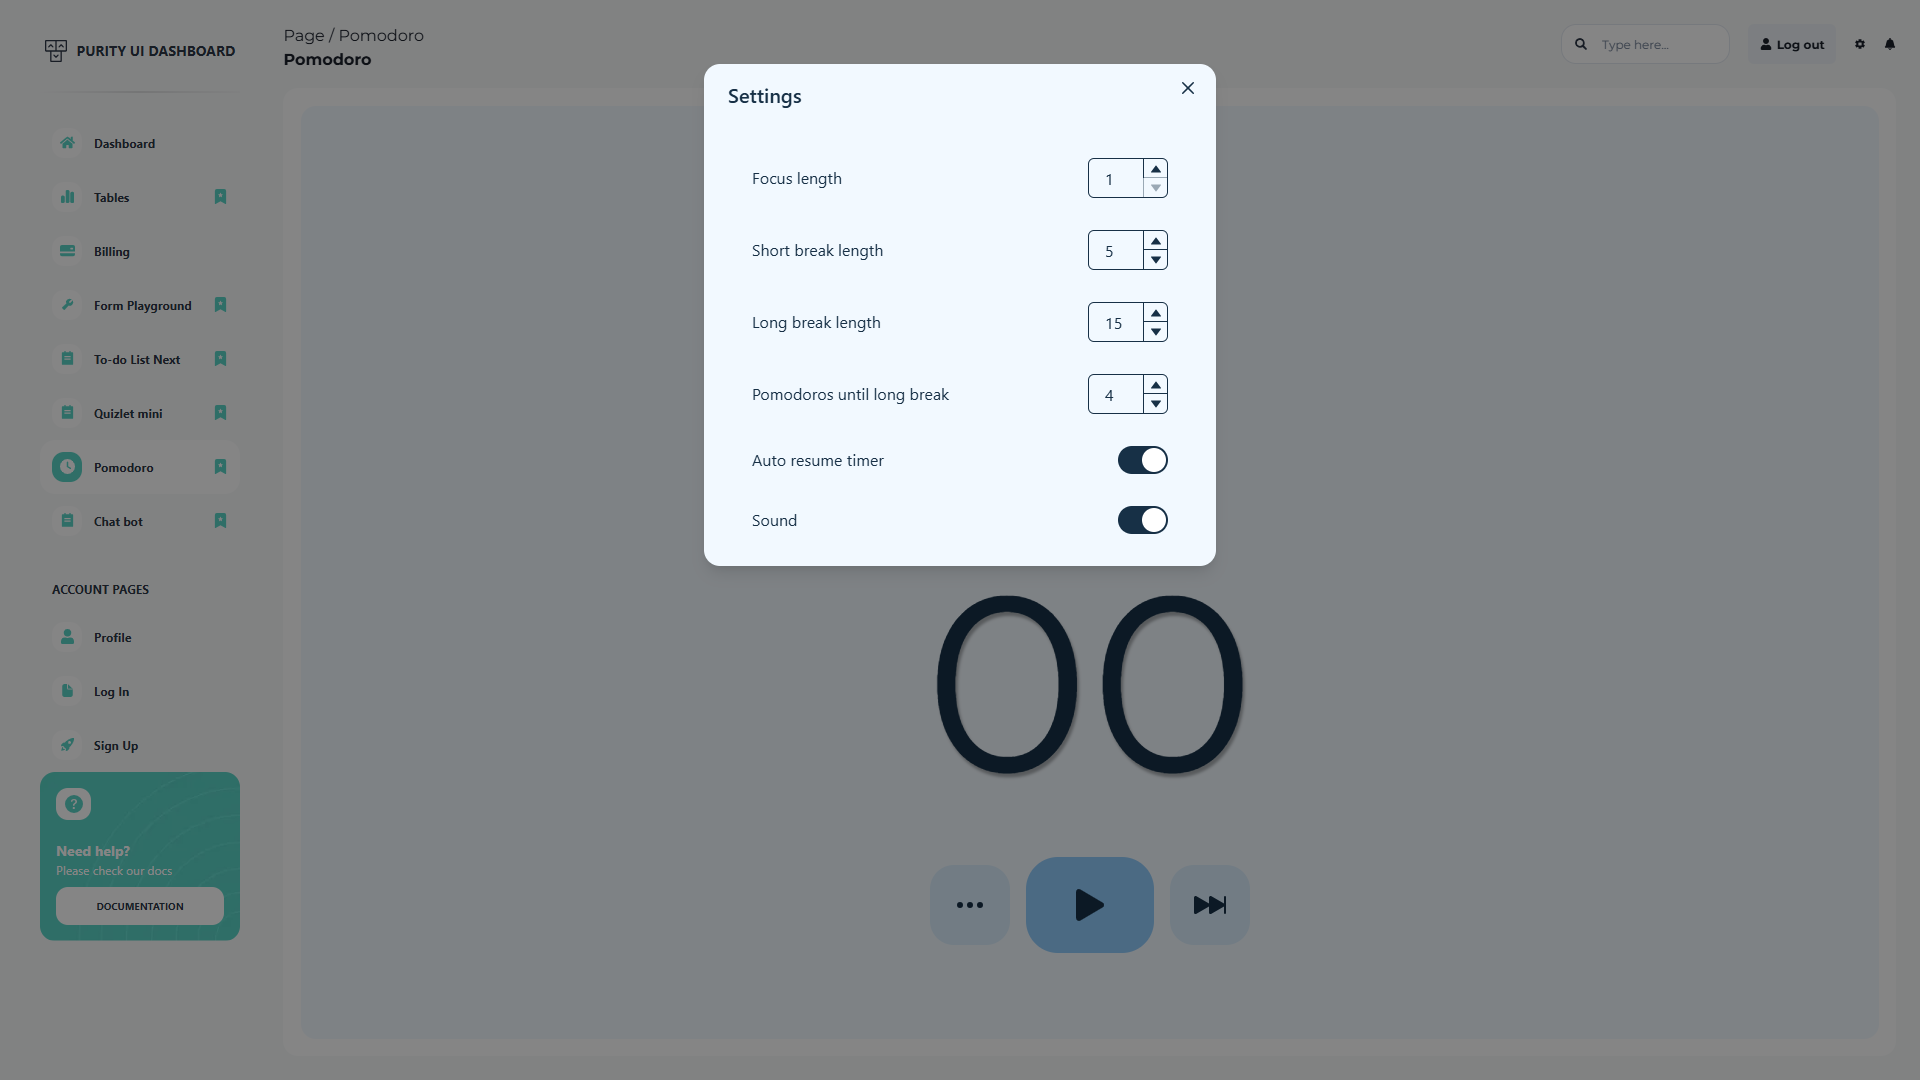 PURITY UI DASHBOARD
Dashboard
Tables
Billing
Form Playground
To-do List Next
Quizlet mini
Pomodoro
Chat bot
ACCOUNT PAGES
Profile
Log In
Sign Up
Need help?
Please check our docs
DOCUMENTATION
Page / Pomodoro
Pomodoro
Type here...
Log out
Settings
Focus length 1
Short break length 5
Long break length 15
Pomodoros until long break 4
Auto resume timer
Sound
00